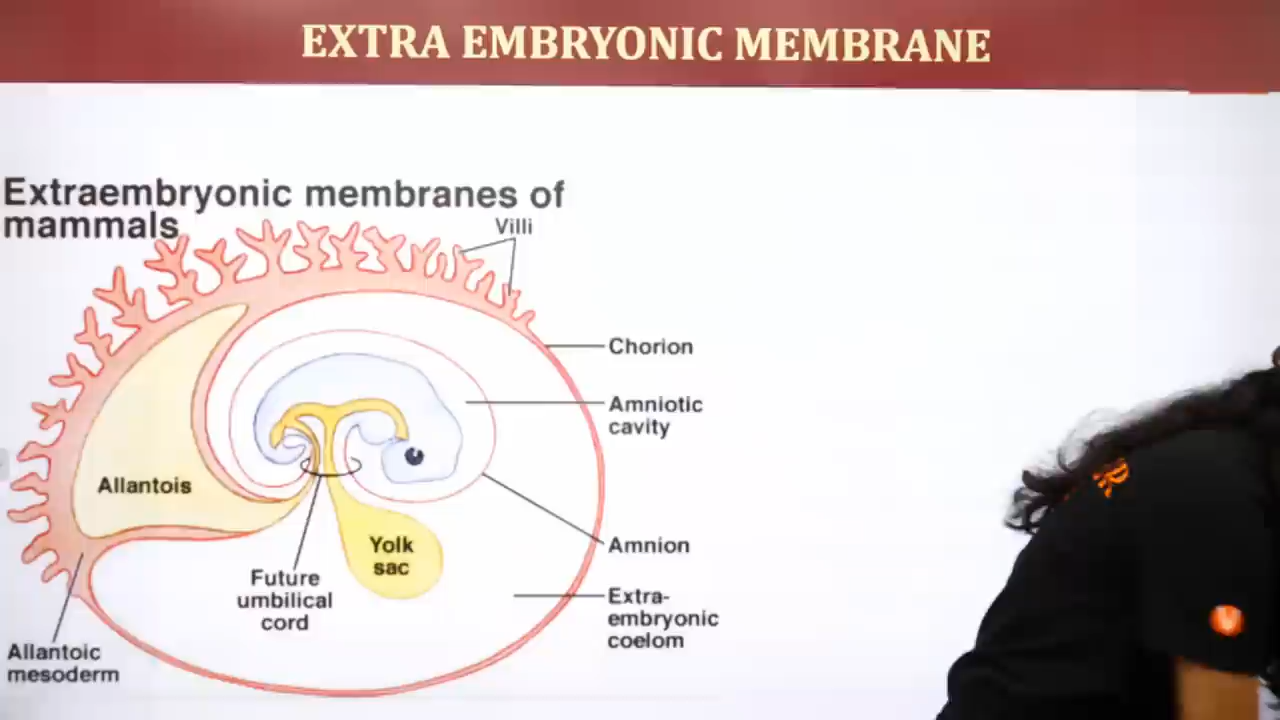 EXTRA EMBRYONIC MEMBRANE
Extraembryonic membranes of
mammals
Villi
Chorion
Amniotic
cavity
Allantois
Amnion
Yolk
sac
Future
umbilical
cord
Extra-
embryonic
coelom
Allantoic
mesoderm